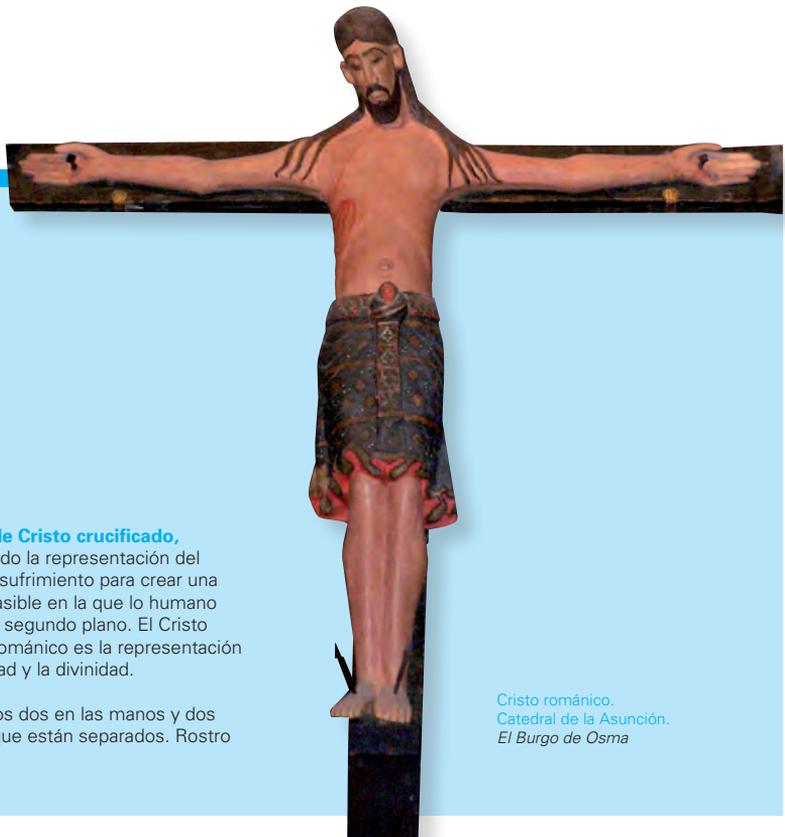 de Cristo crucificado,
do la representación del
sufrimiento para crear una
asible en la que lo humano
segundo plano. El Cristo
ománico es la representación
ad y la divinidad.
os dos en las manos y dos
ue están separados. Rostro
Cristo románico.
Catedral de la Asunción.
El Burgo de Osma